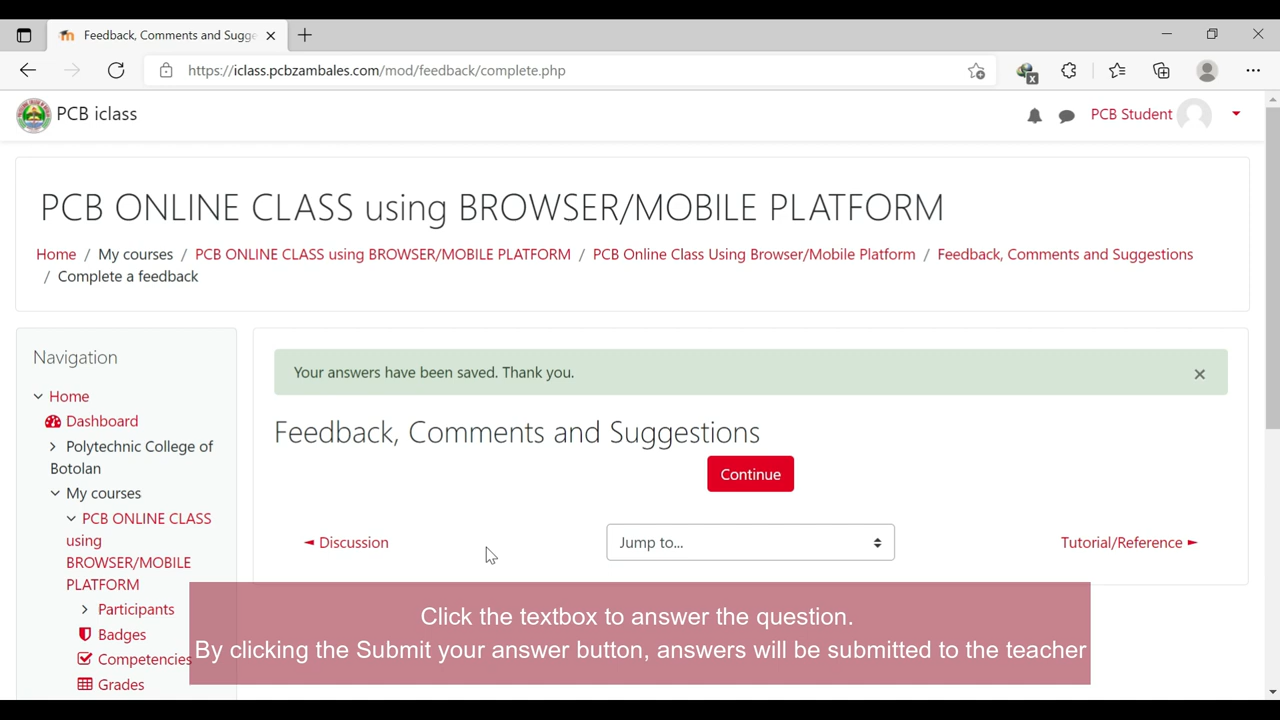 Feedback, Comments and Sugge
https://iclass.pcbzambales.com/mod/feedback/complete.php
PCB iclass
PCB Student
PCB ONLINE CLASS using BROWSER/MOBILE PLATFORM
Home / My courses / PCB ONLINE CLASS using BROWSER/MOBILE PLATFORM / PCB Online Class Using Browser/Mobile Platform / Feedback, Comments and Suggestions
/ Complete a feedback
Navigation
Home
Dashboard
Polytechnic College of
Botolan
My courses
PCB ONLINE CLASS
using
BROWSER/MOBILE
PLATFORM
Participants
Badges
Competencies
Grades
Your answers have been saved. Thank you.
Feedback, Comments and Suggestions
Continue
◄ Discussion
Jump to...
Tutorial/Reference ►
Click the textbox to answer the question.
By clicking the Submit your answer button, answers will be submitted to the teacher